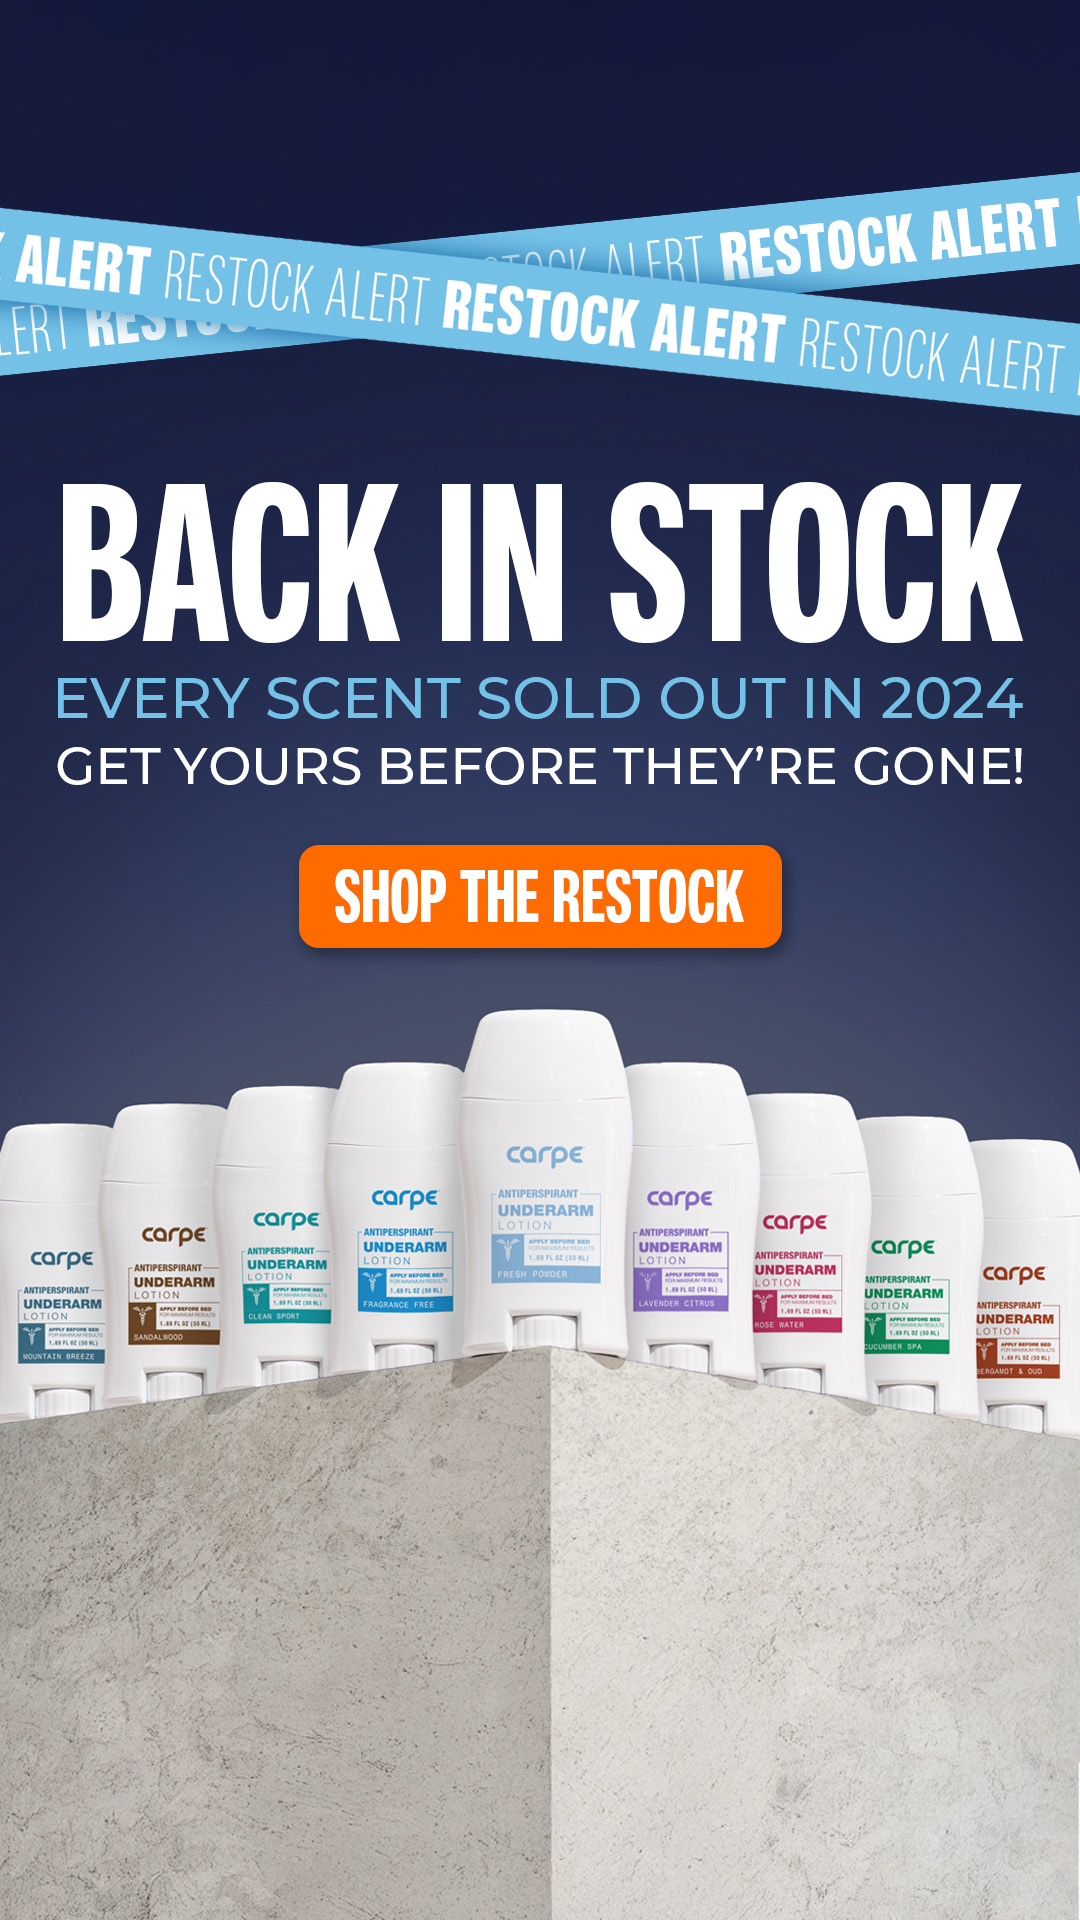 RESTOCK ALERT
ALERT RESTOCK ALERT RESTOCK ALERT RESTOCK ALERT
BACK IN STOCK
EVERY SCENT SOLD OUT IN 2024
GET YOURS BEFORE THEY'RE GONE!
SHOP THE RESTOCK
carpe
ANTIPERSPIRANT
UNDERARM
LOTION
APPLY BEFORE BED
FOR MAXIMUM RESULTS
1.69 FL OZ (50 ML)
MOUNTAIN BREEZE
carpe
ANTIPERSPIRANT
UNDERARM
LOTION
APPLY BEFORE BED
FOR MAXIMUM RESULTS
1.69 FL OZ (50 ML)
SANDALWOOD
carpe
ANTIPERSPIRANT
UNDERARM
LOTION
APPLY BEFORE BED
FOR MAXIMUM RESULTS
1.69 FL OZ (50 ML)
CLEAN SPORT
carpe
ANTIPERSPIRANT
UNDERARM
LOTION
APPLY BEFORE BED
FOR MAXIMUM RESULTS
1.69 FL OZ (50 ML)
FRAGRANCE FREE
carpe
ANTIPERSPIRANT
UNDERARM
LOTION
APPLY BEFORE BED
FOR MAXIMUM RESULTS
1.69 FL OZ (50 ML)
FRESH POWDER
carpe
ANTIPERSPIRANT
UNDERARM
LOTION
APPLY BEFORE BED
FOR MAXIMUM RESULTS
1.69 FL OZ (50 ML)
LAVENDER CITRUS
carpe
ANTIPERSPIRANT
UNDERARM
LOTION
APPLY BEFORE BED
FOR MAXIMUM RESULTS
1.69 FL OZ (50 ML)
ROSE WATER
carpe
ANTIPERSPIRANT
UNDERARM
LOTION
APPLY BEFORE BED
FOR MAXIMUM RESULTS
1.69 FL OZ (50 ML)
CUCUMBER SPA
carpe
ANTIPERSPIRANT
UNDERARM
LOTION
APPLY BEFORE BED
FOR MAXIMUM RESULTS
1.69 FL OZ (50 ML)
BERGAMOT & OUD